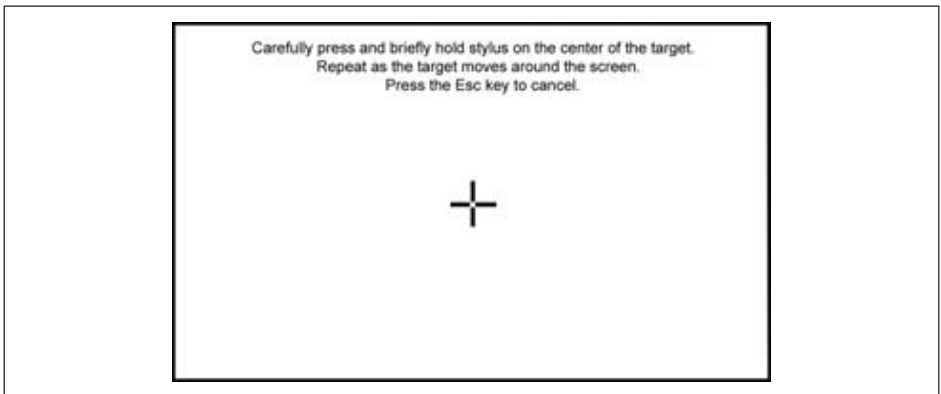 Carefully press and briefly hold stylus on the center of the target.
Repeat as the target moves around the screen.
Press the Esc key to cancel.